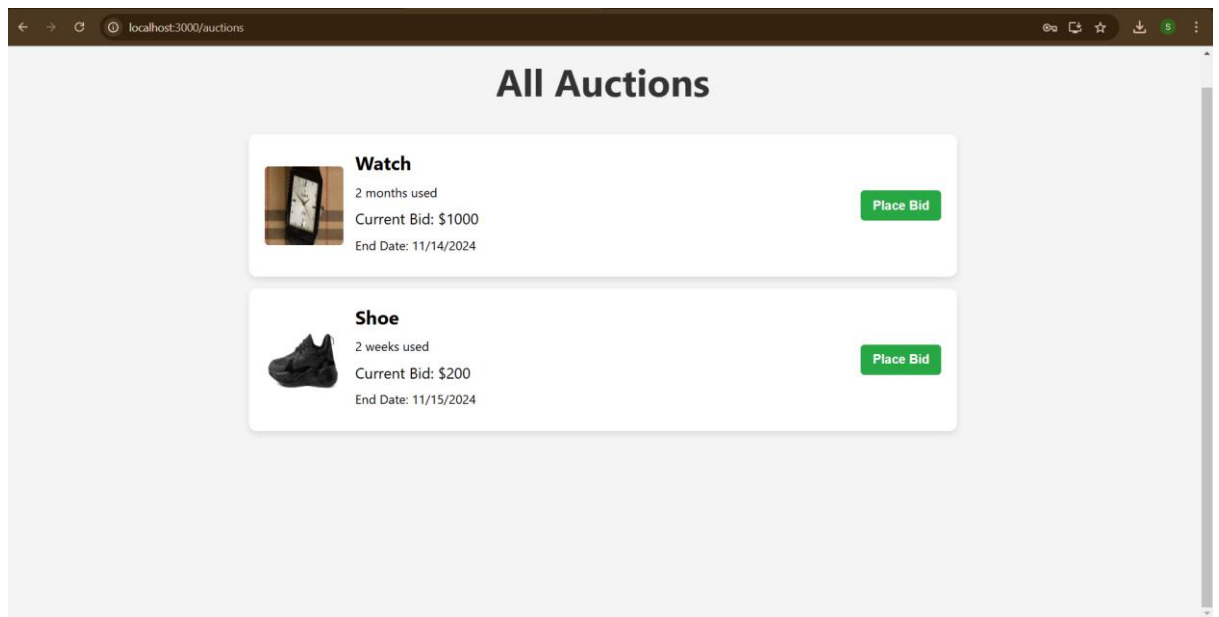 localhost:3000/auctions
S
All Auctions
Watch
2 months used
Current Bid: $1000
End Date: 11/14/2024
Place Bid
Shoe
2 weeks used
Current Bid: $200
End Date: 11/15/2024
Place Bid